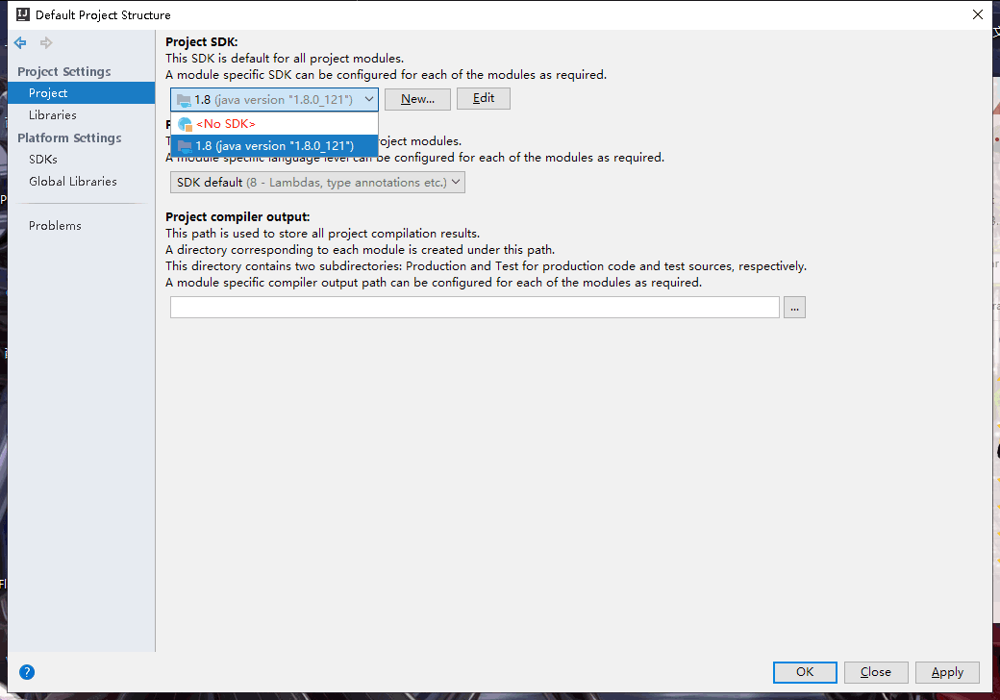 Default Project Structure
Project Settings
Project
Libraries
Platform Settings
SDKs
Global Libraries
Problems
Project SDK:
This SDK is default for all project modules.
A module specific SDK can be configured for each of the modules as required.
1.8 (java version "1.8.0_121")
New...
Edit
<No SDK>
1.8 (java version "1.8.0_121")
oject modules.
A module specific language level can be configured for each of the modules as required.
SDK default (8 - Lambdas, type annotations etc.)
Project compiler output:
This path is used to store all project compilation results.
A directory corresponding to each module is created under this path.
This directory contains two subdirectories: Production and Test for production code and test sources, respectively.
A module specific compiler output path can be configured for each of the modules as required.
...
?
OK
Close
Apply